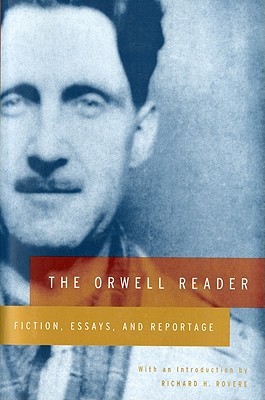 THE ORWELL READER
FICTION, ESSAYS, AND REPORTAGE
With an Introduction by
RICHARD H. ROVERE